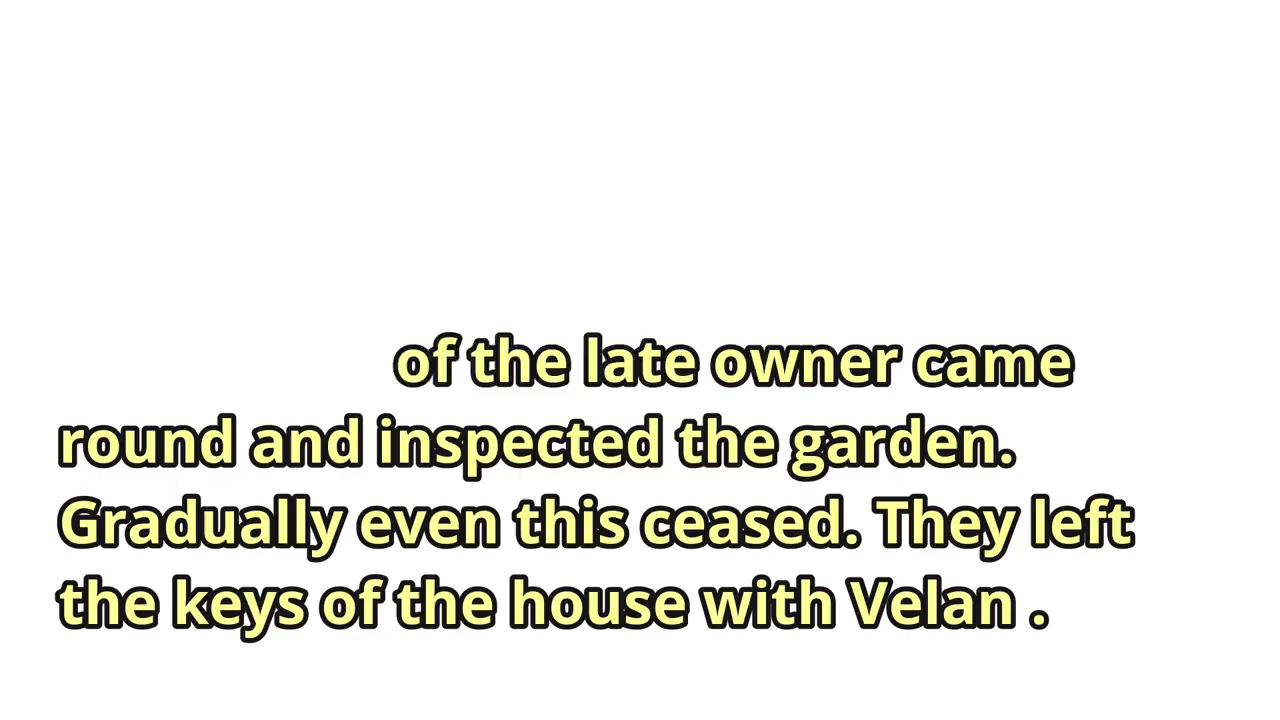 of the late owner came
round and inspected the garden.
Gradually even this ceased. They left
the keys of the house with Velan .